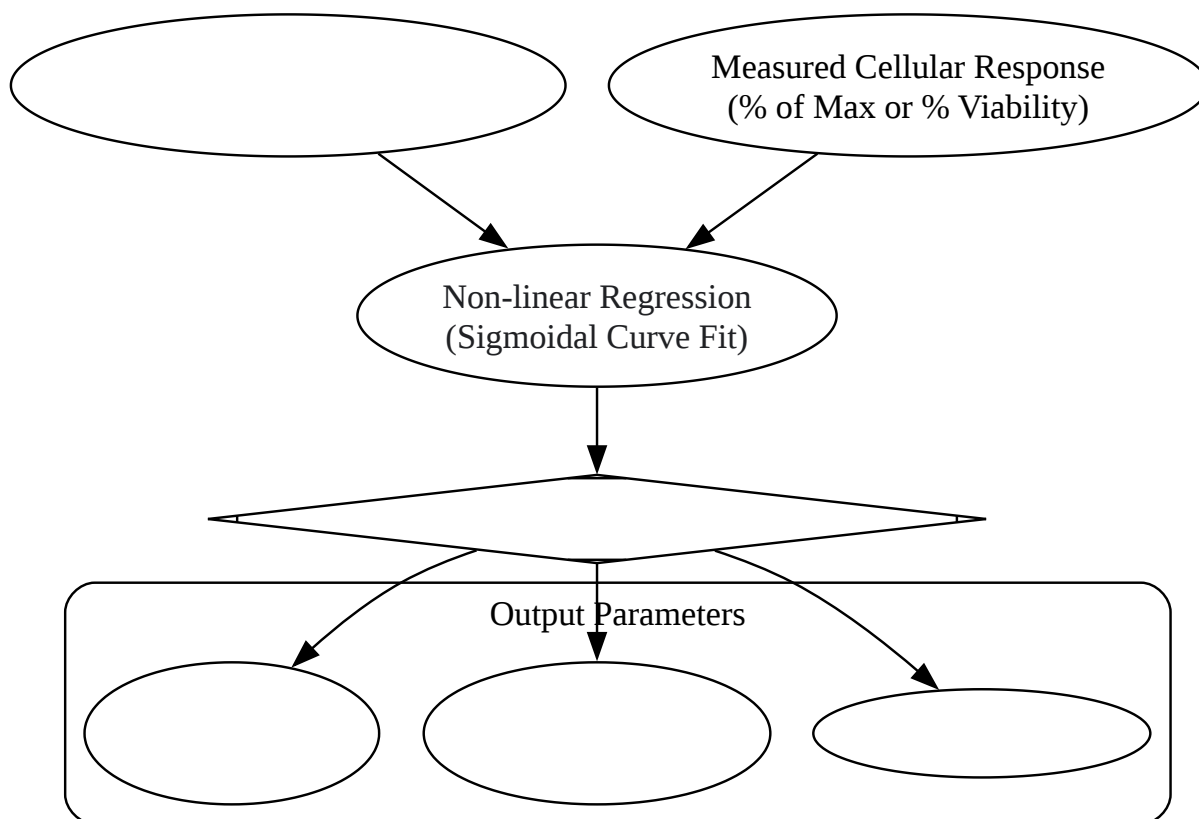 Measured Cellular Response
(% of Max or % Viability)
Non-linear Regression
(Sigmoidal Curve Fit)
Output Parameters